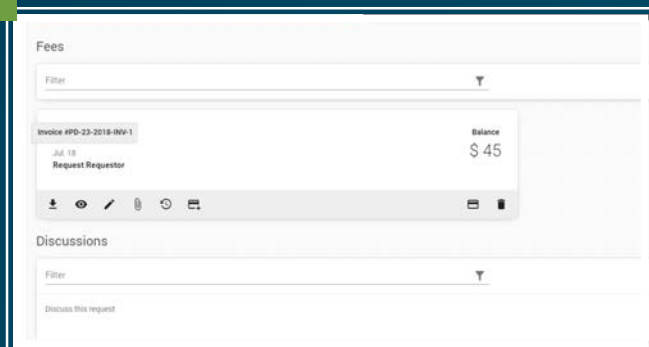 Fees
Filter
Invoice #PD-23-2018-INV-1
Balance
Jul. 18
$ 45
Request Requestor
Discussions
Filter
Discuss this request